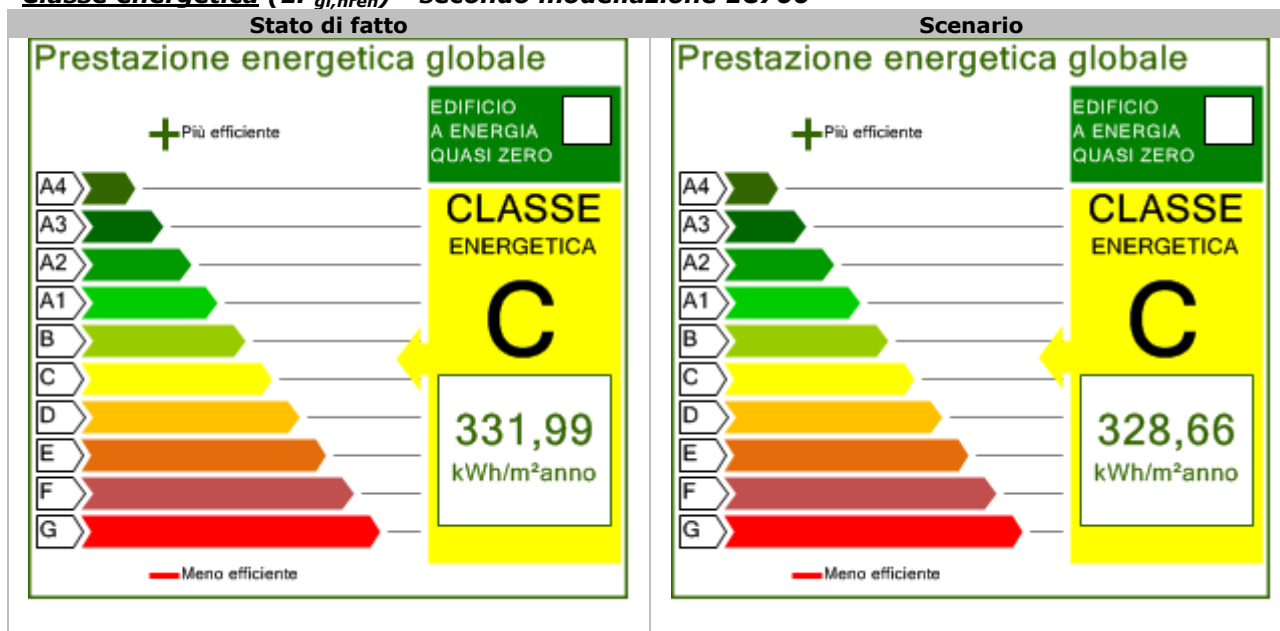 Stato di fatto
Scenario
Prestazione energetica globale
EDIFICIO
A ENERGIA
QUASI ZERO
Più efficiente
A4
A3
A2
A1
B
C
D
E
F
G
CLASSE
ENERGETICA
C
331,99
kWh/m²anno
Meno efficiente
Prestazione energetica globale
EDIFICIO
A ENERGIA
QUASI ZERO
Più efficiente
A4
A3
A2
A1
B
C
D
E
F
G
CLASSE
ENERGETICA
C
328,66
kWh/m²anno
Meno efficiente